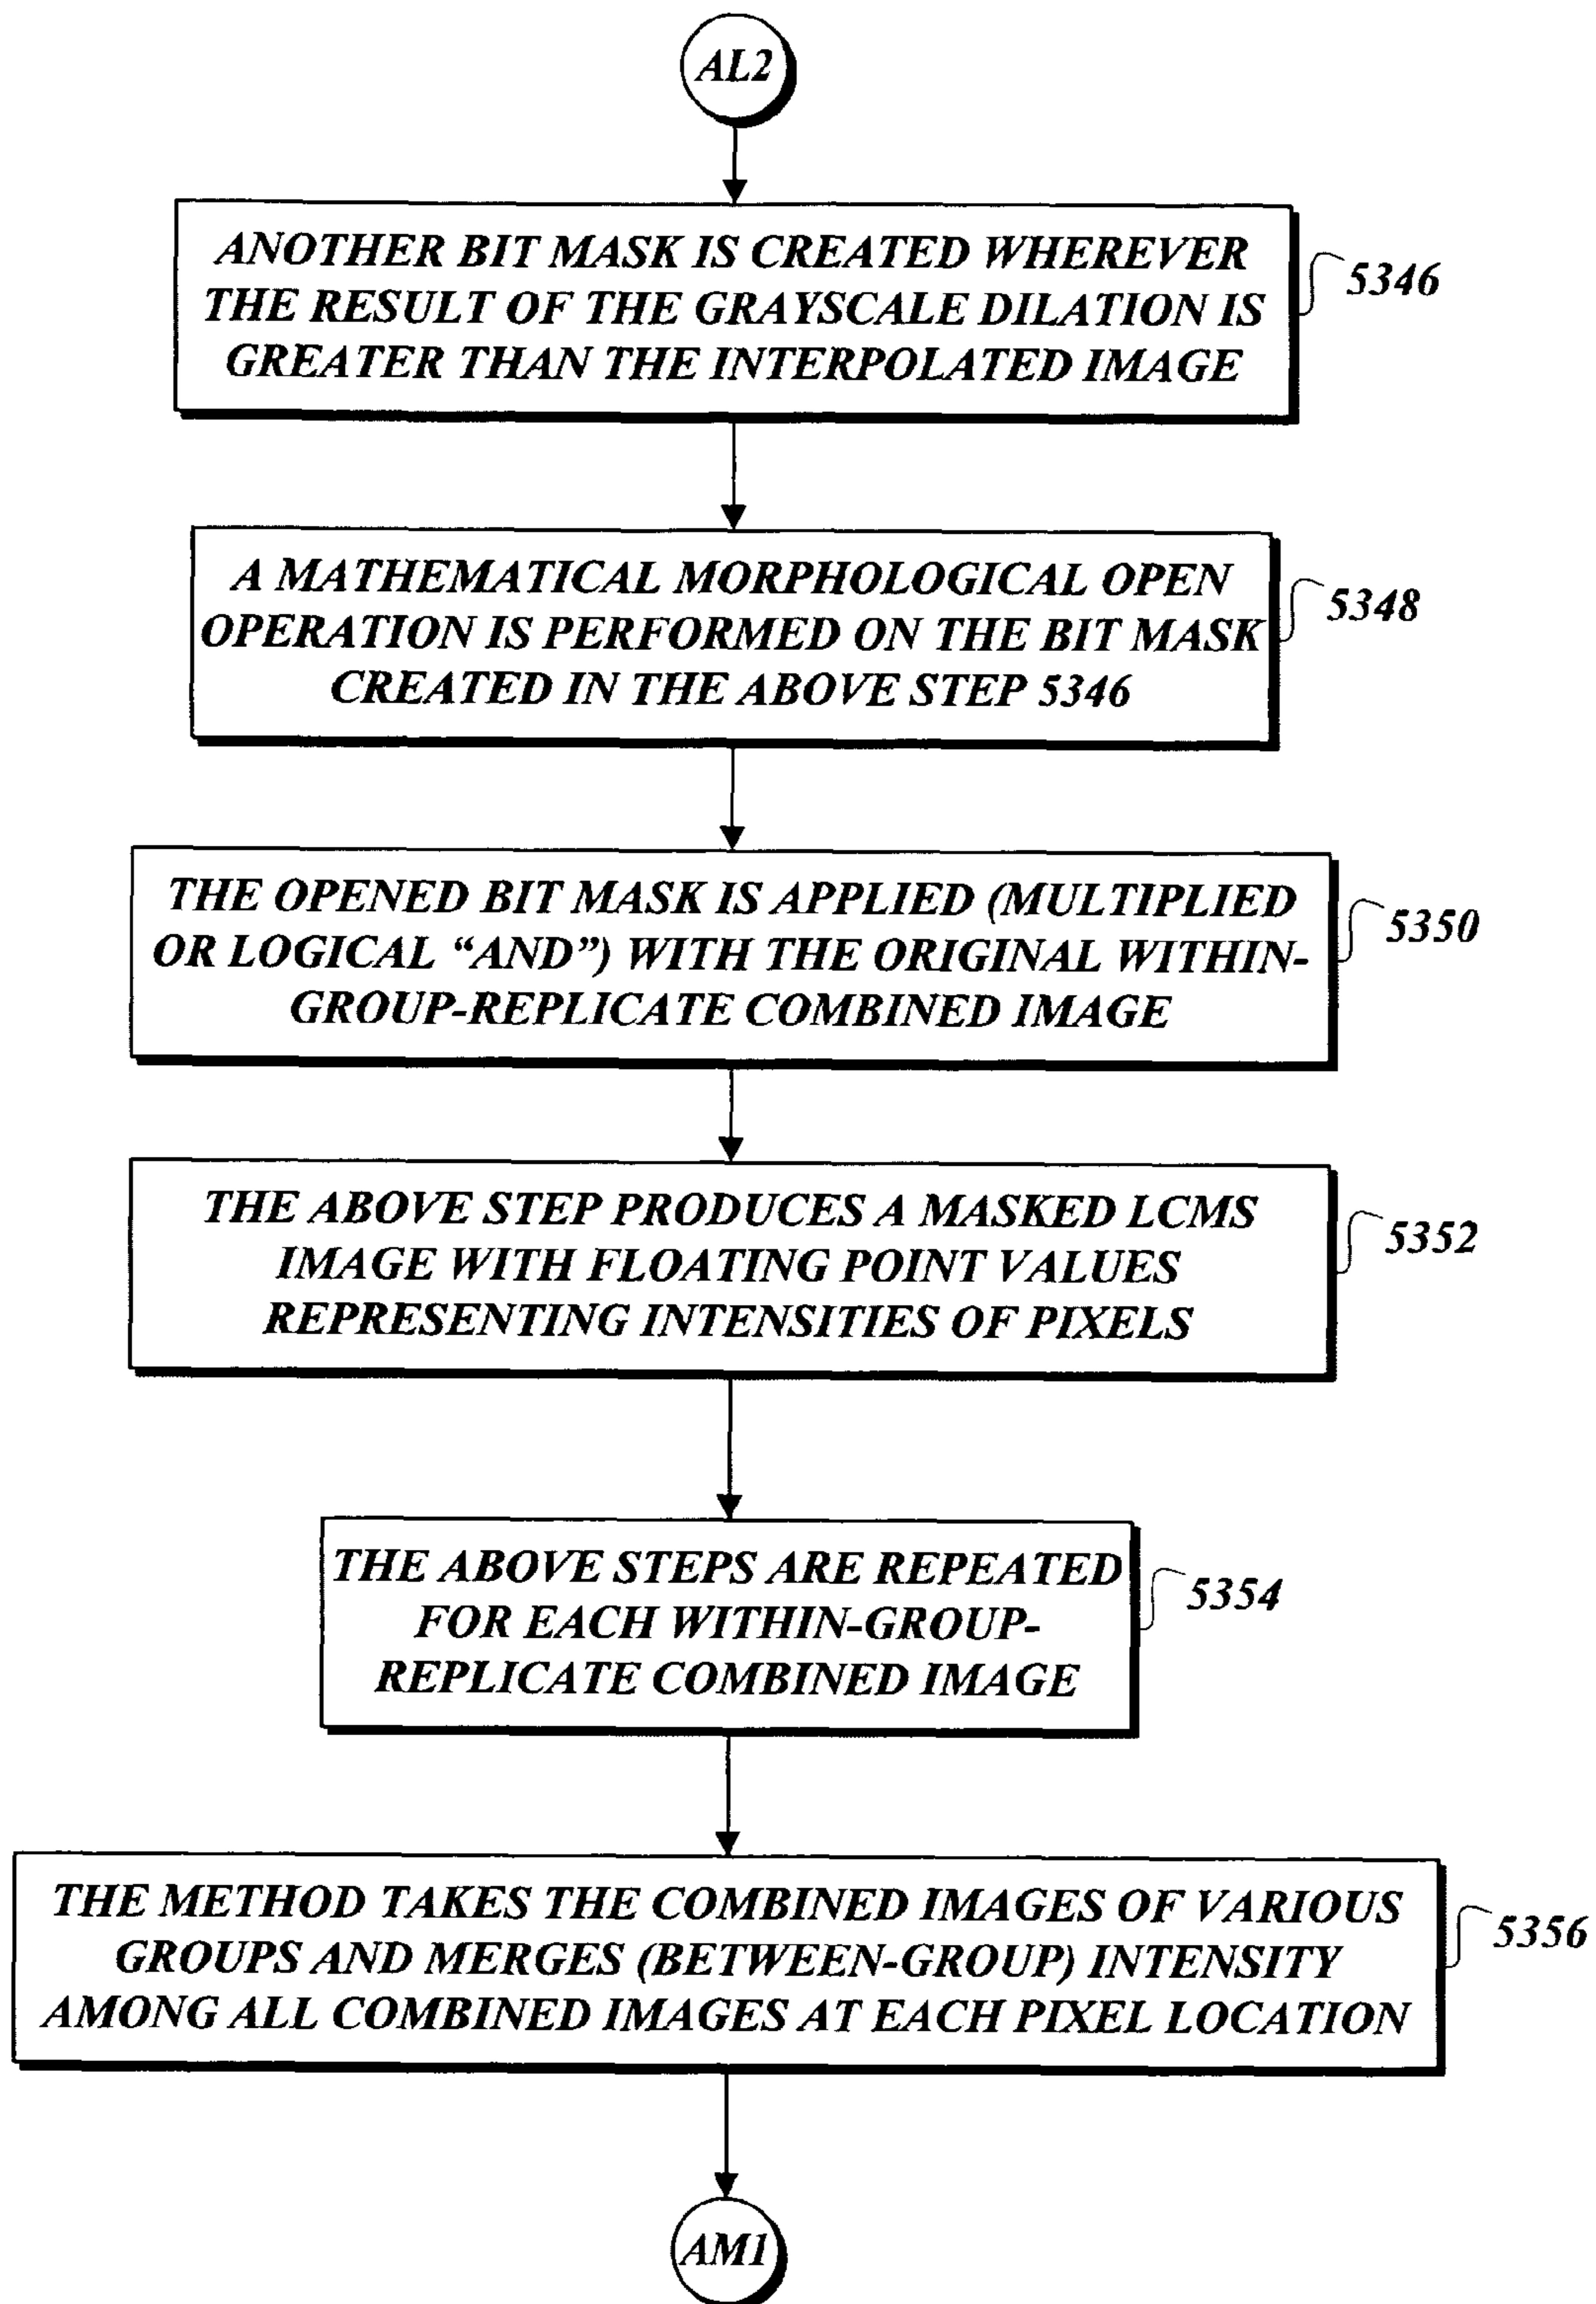 AL2
ANOTHER BIT MASK IS CREATED WHEREVER
THE RESULT OF THE GRAYSCALE DILATION IS
GREATER THAN THE INTERPOLATED IMAGE
5346
A MATHEMATICAL MORPHOLOGICAL OPEN
OPERATION IS PERFORMED ON THE BIT MASK
CREATED IN THE ABOVE STEP 5346
5348
THE OPENED BIT MASK IS APPLIED (MULTIPLIED
OR LOGICAL “AND”) WITH THE ORIGINAL WITHIN-
GROUP-REPLICATE COMBINED IMAGE
5350
THE ABOVE STEP PRODUCES A MASKED LCMS
IMAGE WITH FLOATING POINT VALUES
REPRESENTING INTENSITIES OF PIXELS
5352
THE ABOVE STEPS ARE REPEATED
FOR EACH WITHIN-GROUP-
REPLICATE COMBINED IMAGE
5354
THE METHOD TAKES THE COMBINED IMAGES OF VARIOUS
GROUPS AND MERGES (BETWEEN-GROUP) INTENSITY
AMONG ALL COMBINED IMAGES AT EACH PIXEL LOCATION
5356
AM1